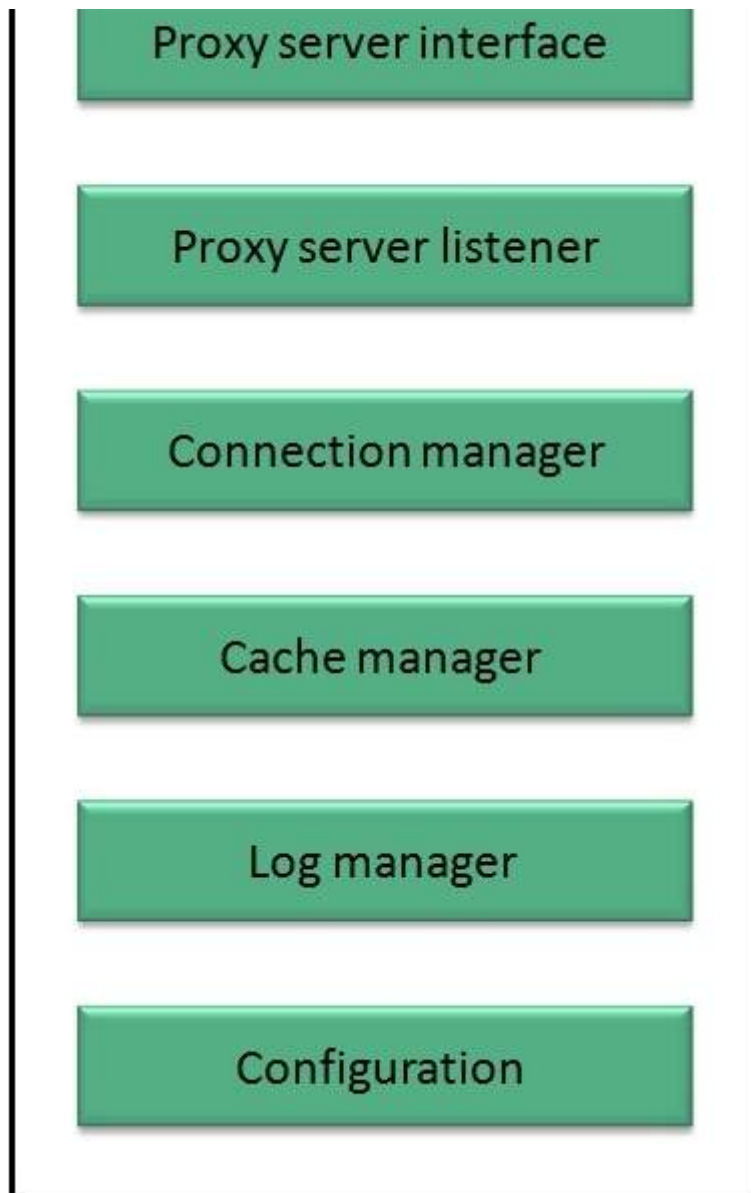 Proxy server interface
Proxy server listener
Connection manager
Cache manager
Log manager
Configuration